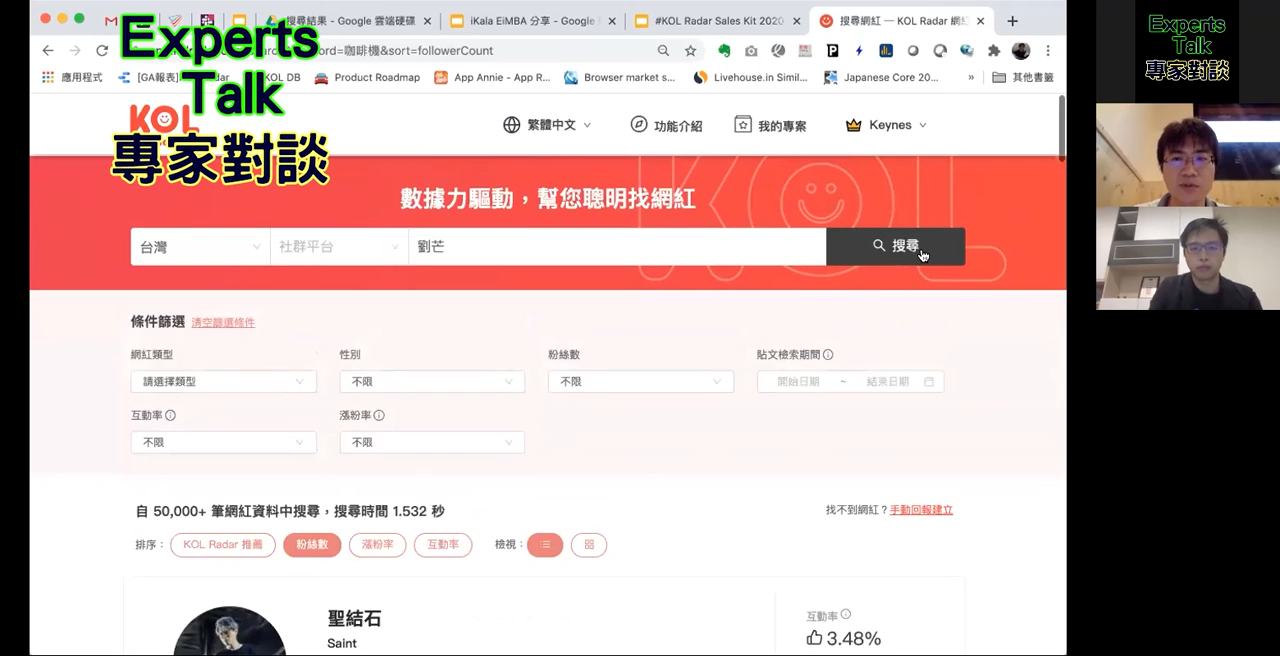 搜尋結果 - Google 雲端硬碟
iKala EiMBA 分享 - Google
#KOL Radar Sales Kit 2020
搜尋網紅 — KOL Radar 網紅
ord=咖啡機&sort=followerCount
應用程式
[GA報表]
KOL DB
Product Roadmap
App Annie - App R...
Browser market s...
Livehouse.in Simil...
Japanese Core 20...
其他書籤
Experts
Talk
專家對談
Experts
Talk
專家對談
KOL
繁體中文
功能介紹
我的專案
Keynes
數據力驅動，幫您聰明找網紅
台灣
社群平台
劉芒
搜尋
條件篩選
清空篩選條件
網紅類型
性別
粉絲數
貼文檢索期間
請選擇類型
不限
不限
開始日期 ~ 結束日期
互動率
漲粉率
不限
不限
自 50,000+ 筆網紅資料中搜尋，搜尋時間 1.532 秒
找不到網紅？手動回報建立
排序：
KOL Radar 推薦
粉絲數
漲粉率
互動率
檢視：
聖結石
Saint
互動率
3.48%